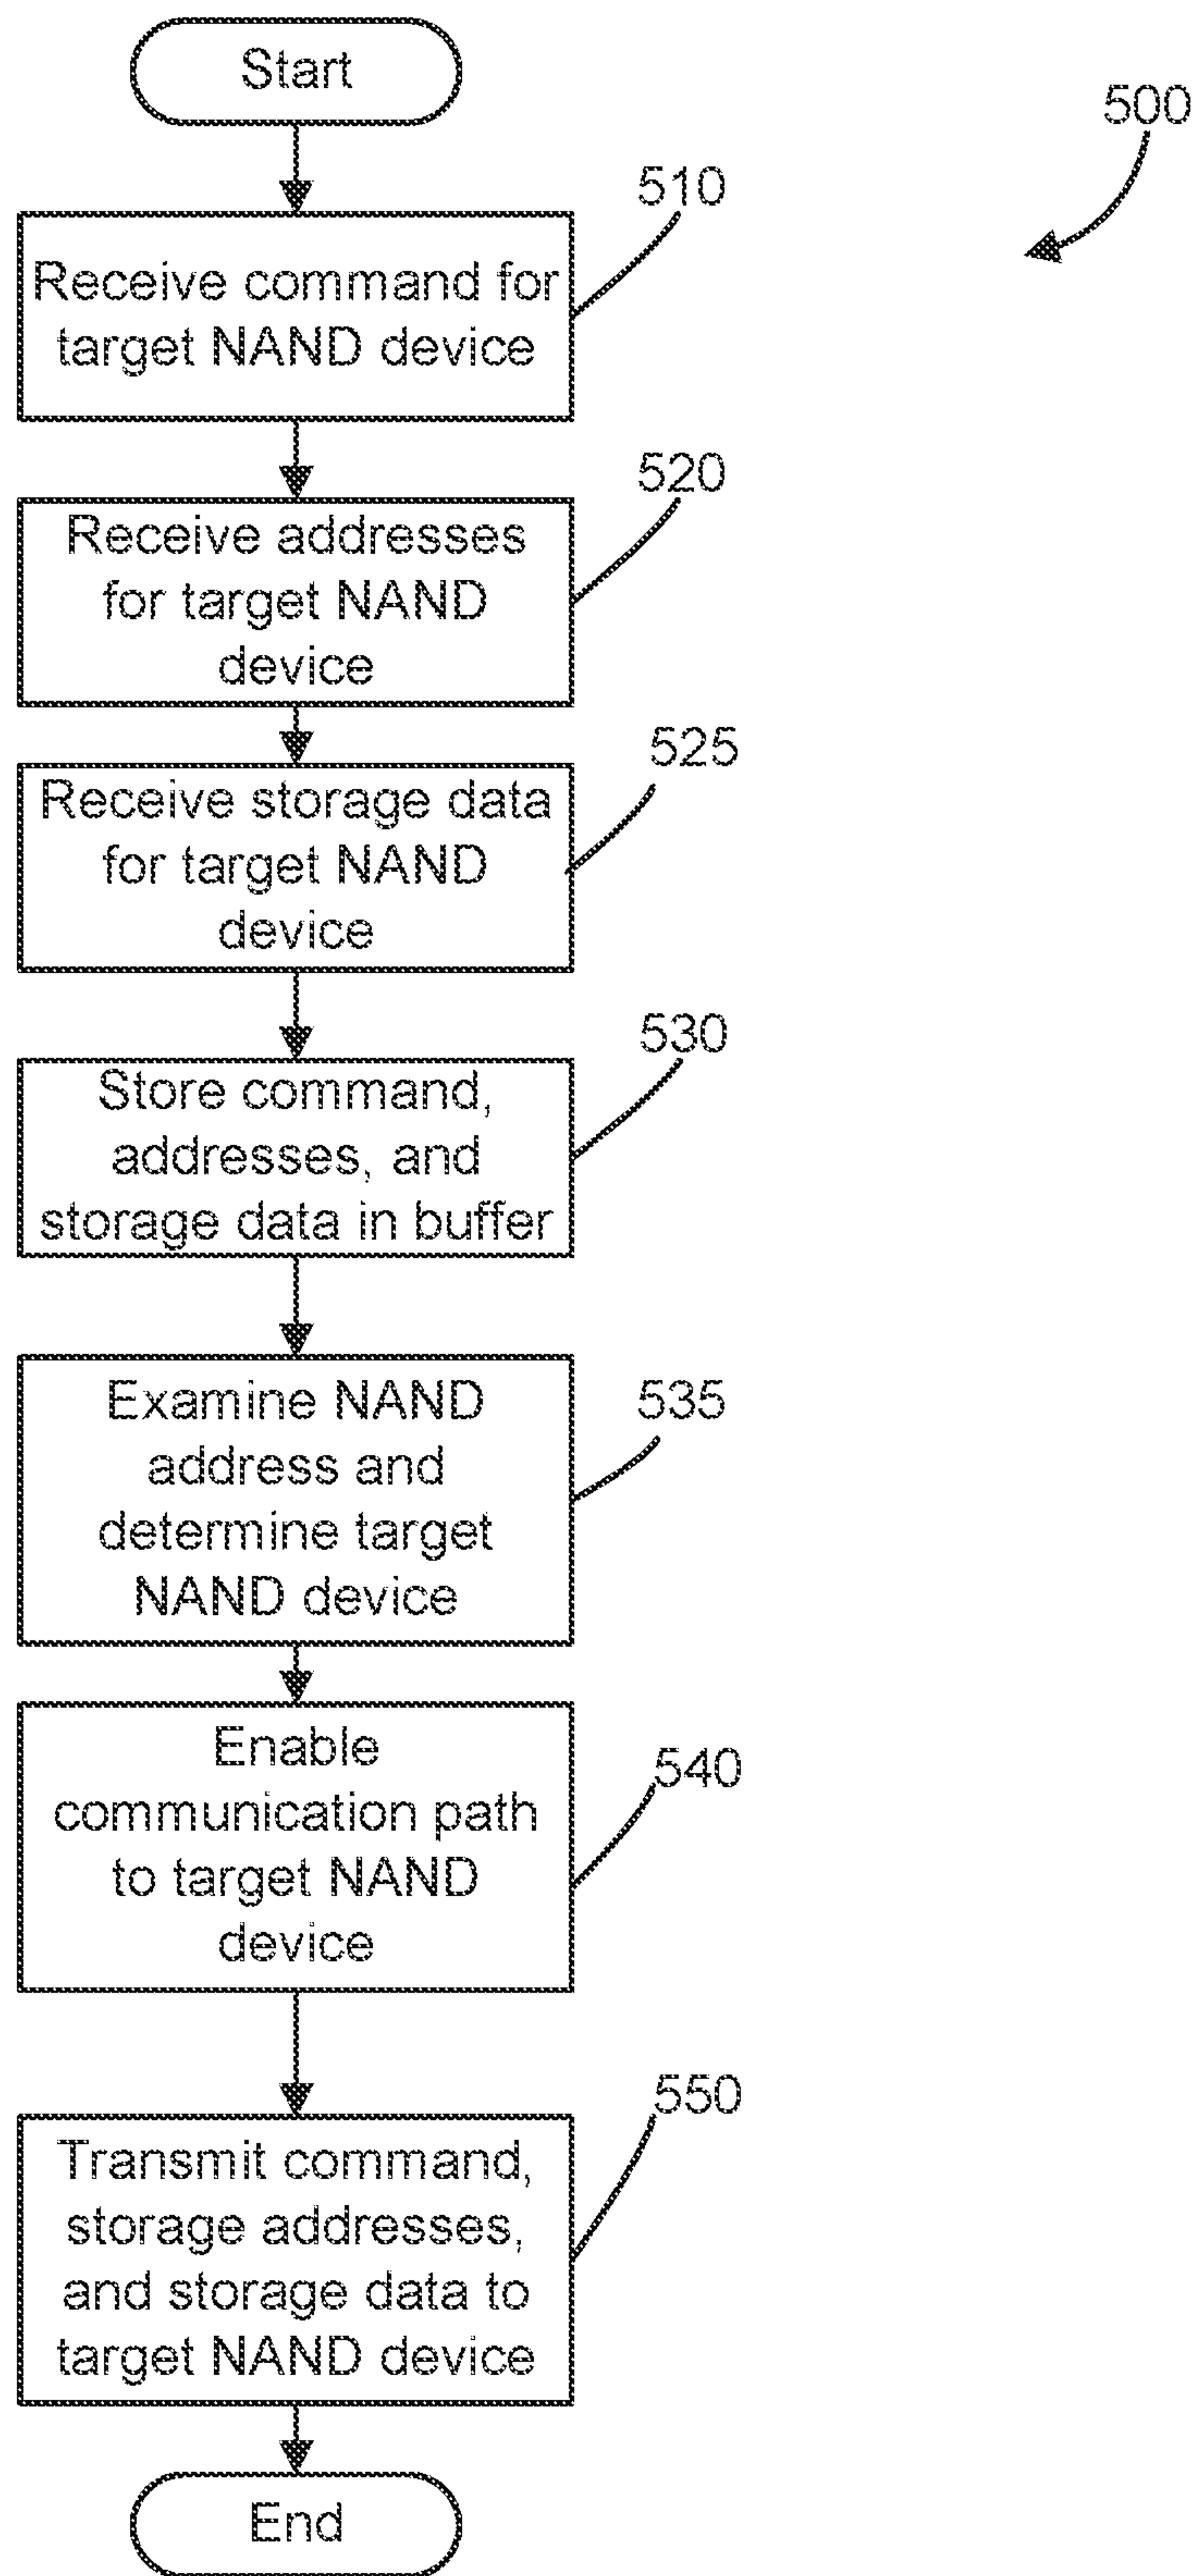 Start
500
510
Receive command for
target NAND device
520
Receive addresses
for target NAND
device
525
Receive storage data
for target NAND
device
530
Store command,
addresses, and
storage data in buffer
535
Examine NAND
address and
determine target
NAND device
540
Enable
communication path
to target NAND
device
550
Transmit command,
storage addresses,
and storage data to
target NAND device
End